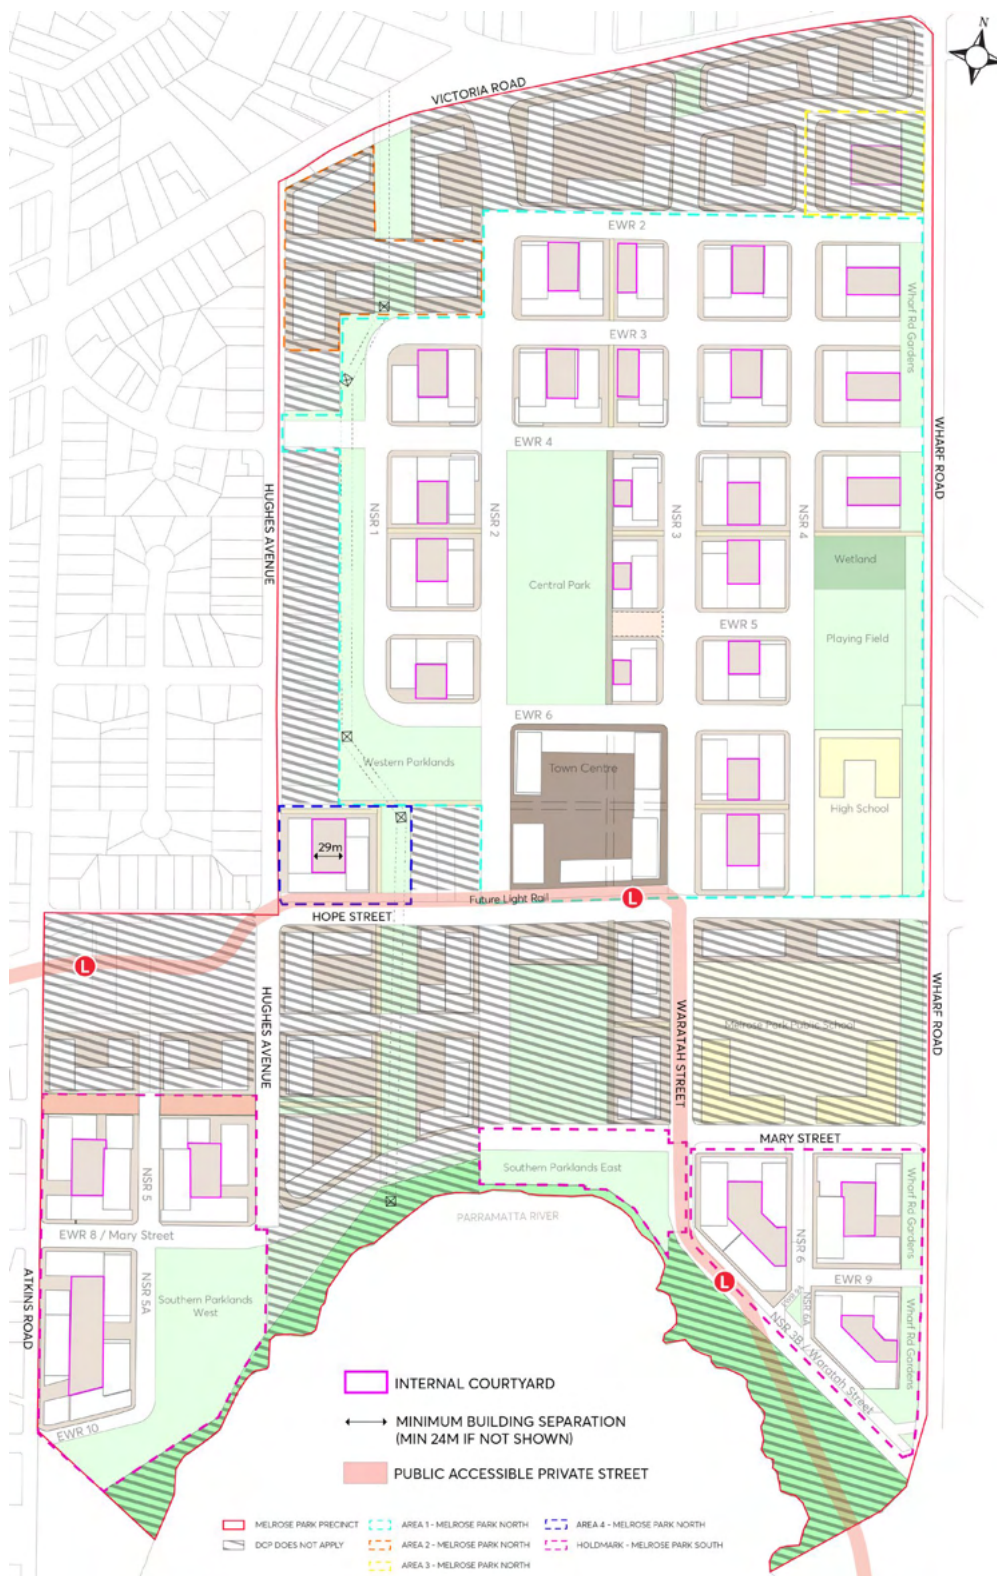 N
VICTORIA ROAD
EWR 2
Wharf Rd Gardens
EWR 3
EWR 4
WHARF ROAD
HUGHES AVENUE
NSR 1
NSR 2
NSR 3
NSR 4
Wetland
Central Park
EWR 5
Playing Field
EWR 6
Western Parklands
Town Centre
High School
29m
Future Light Rail
L
HOPE STREET
L
HUGHES AVENUE
WARATAH STREET
WHARF ROAD
Melrose Park Public School
MARY STREET
NSR 5
Southern Parklands East
Wharf Rd Gardens
PARRAMATTA RIVER
NSR 6
EWR 8 / Mary Street
EWR 9
L
ATKINS ROAD
NSR 5A
Southern Parklands
West
NSR 6A
NSR 3B / Waratah Street
Wharf Rd Gardens
EWR 10
INTERNAL COURTYARD
MINIMUM BUILDING SEPARATION
(MIN 24M IF NOT SHOWN)
PUBLIC ACCESSIBLE PRIVATE STREET
MELROSE PARK PRECINCT
AREA 1 - MELROSE PARK NORTH
AREA 4 - MELROSE PARK NORTH
DCP DOES NOT APPLY
AREA 2 - MELROSE PARK NORTH
HOLDMARK - MELROSE PARK SOUTH
AREA 3 - MELROSE PARK NORTH